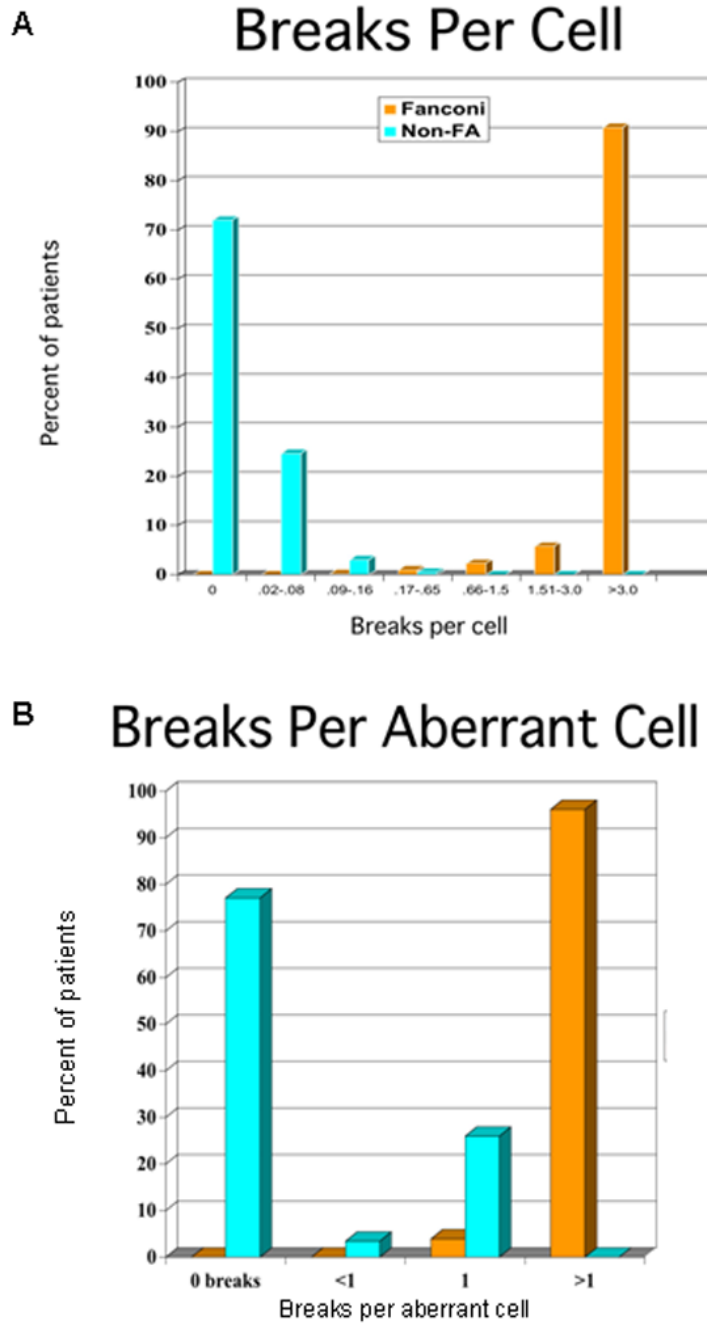 A
Breaks Per Cell
Fanconi
Non-FA
Percent of patients
100
90
80
70
60
50
40
30
20
10
0
0 .02-.08 .09-.16 .17-.65 .66-1.5 1.51-3.0 >3.0
Breaks per cell
B
Breaks Per Aberrant Cell
Percent of patients
100
90
80
70
60
50
40
30
20
10
0
0 breaks <1 1 >1
Breaks per aberrant cell